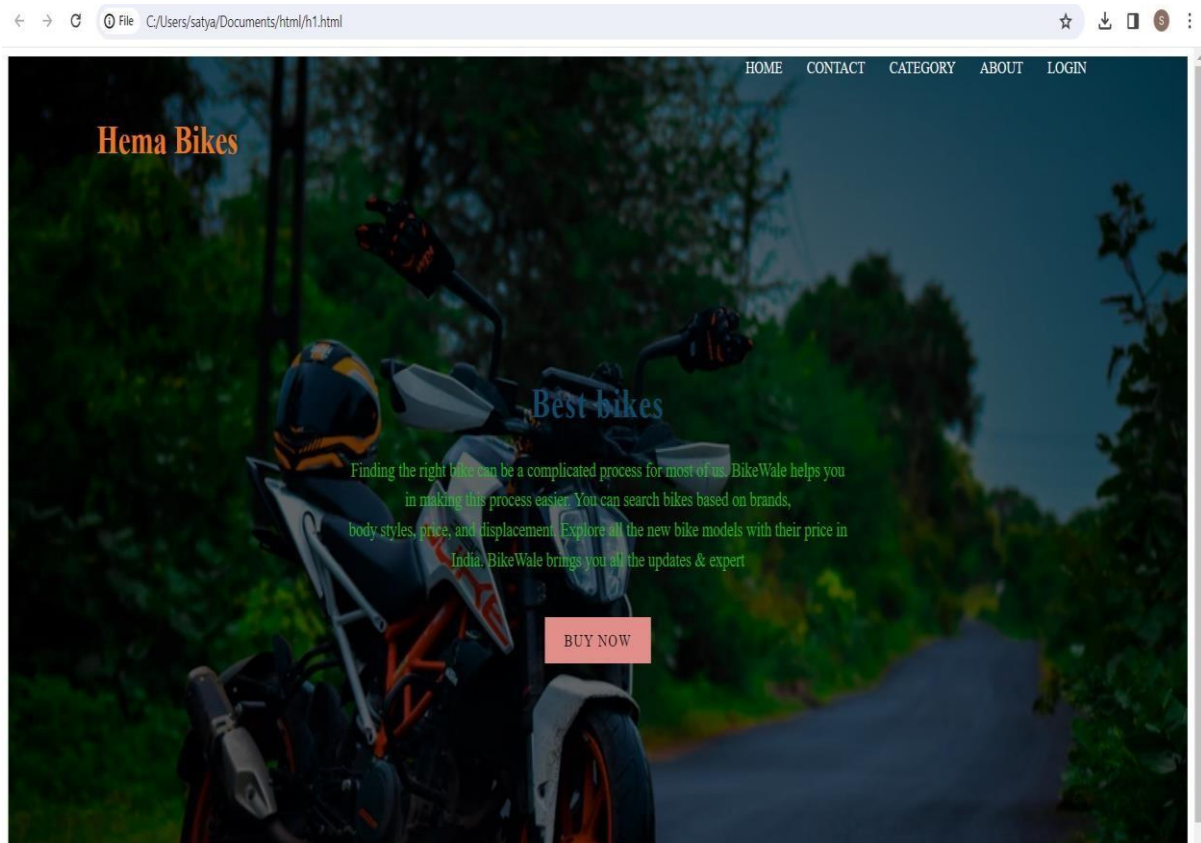 File C:/Users/satya/Documents/html/h1.html
S
HOME CONTACT CATEGORY ABOUT LOGIN
Hema Bikes
Best bikes
Finding the right bike can be a complicated process for most of us. BikeWale helps you
in making this process easier. You can search bikes based on brands,
body styles, price, and displacement. Explore all the new bike models with their price in
India. BikeWale brings you all the updates & expert
BUY NOW
DUKE